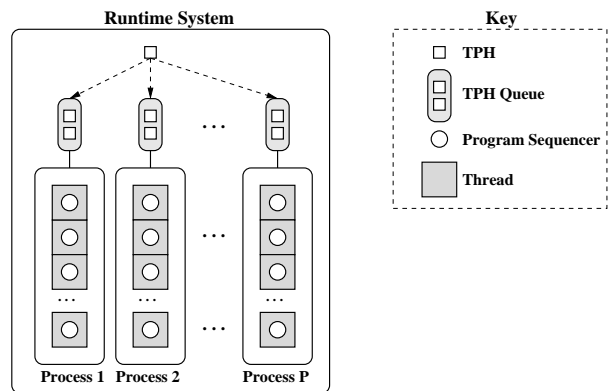 Runtime System
Key
TPH
TPH Queue
...
Program Sequencer
Thread
...
... ... ...
...
Process 1 Process 2 Process P